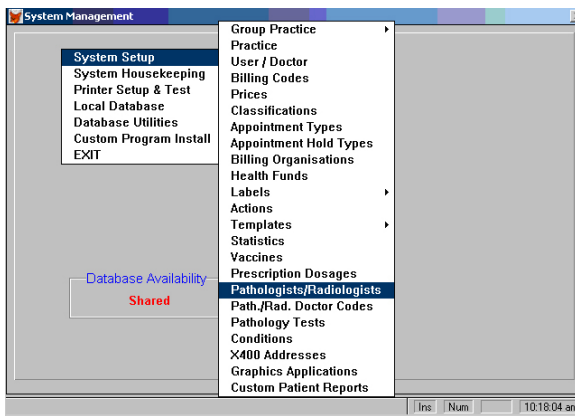 System Management
System Setup
System Housekeeping
Printer Setup & Test
Local Database
Database Utilities
Custom Program Install
EXIT
Group Practice
Practice
User / Doctor
Billing Codes
Prices
Classifications
Appointment Types
Appointment Hold Types
Billing Organisations
Health Funds
Labels
Actions
Templates
Statistics
Vaccines
Prescription Dosages
Pathologists/Radiologists
Path./Rad. Doctor Codes
Pathology Tests
Conditions
X400 Addresses
Graphics Applications
Custom Patient Reports
Database Availability
Shared
Ins Num 10:18:04 am